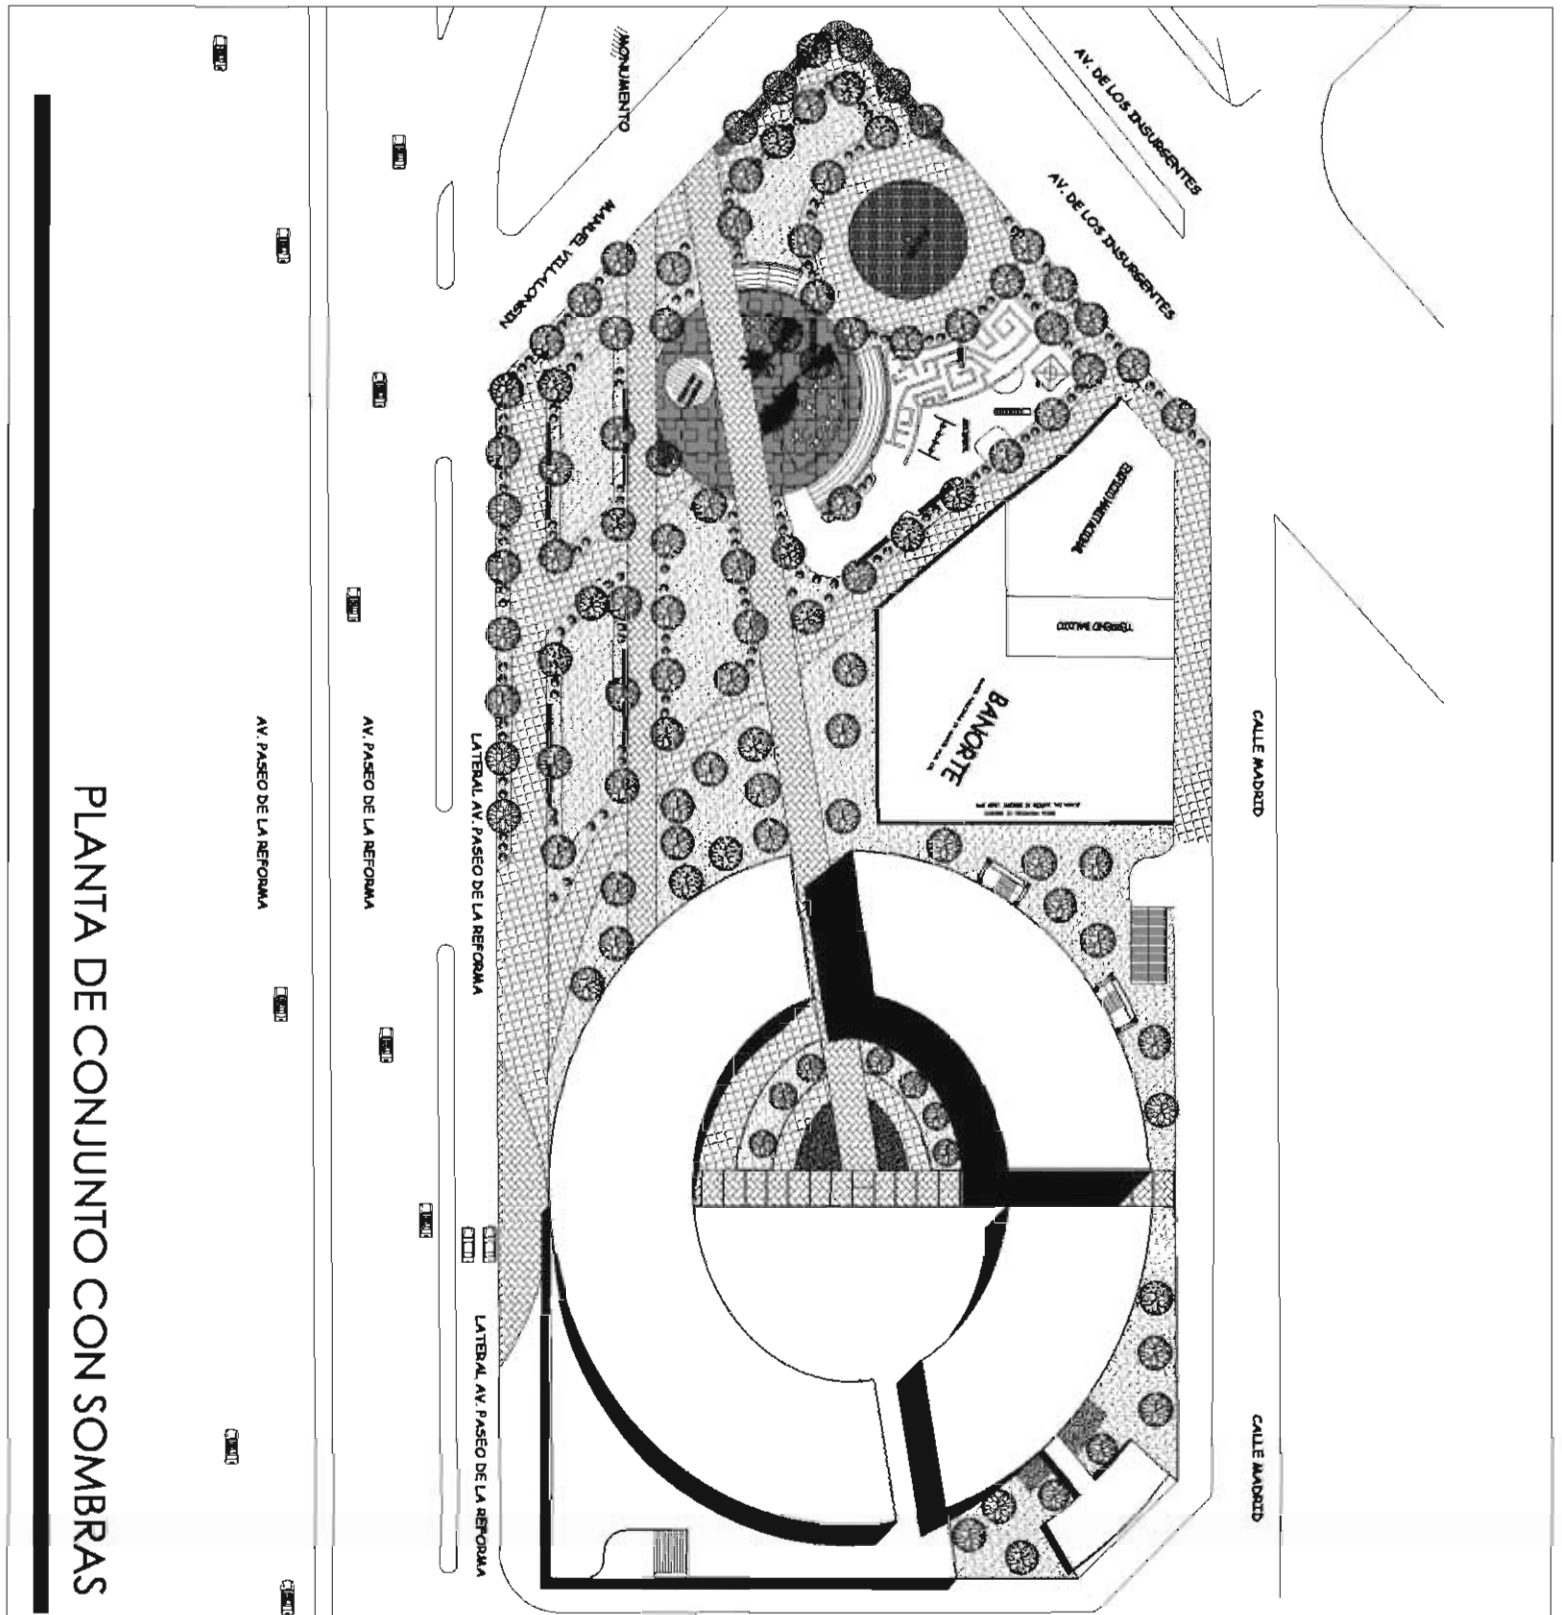 MONUMENTO
AV. DE LOS INSURGENTES
AV. DE LOS INSURGENTES
MANUEL VILLALONGIN
TERRENO BALDIO
BANORTE
CALLE MADRID
CALLE MADRID
LATERAL AV. PASEO DE LA REFORMA
LATERAL AV. PASEO DE LA REFORMA
AV. PASEO DE LA REFORMA
AV. PASEO DE LA REFORMA
PLANTA DE CONJUNTO CON SOMBRAS